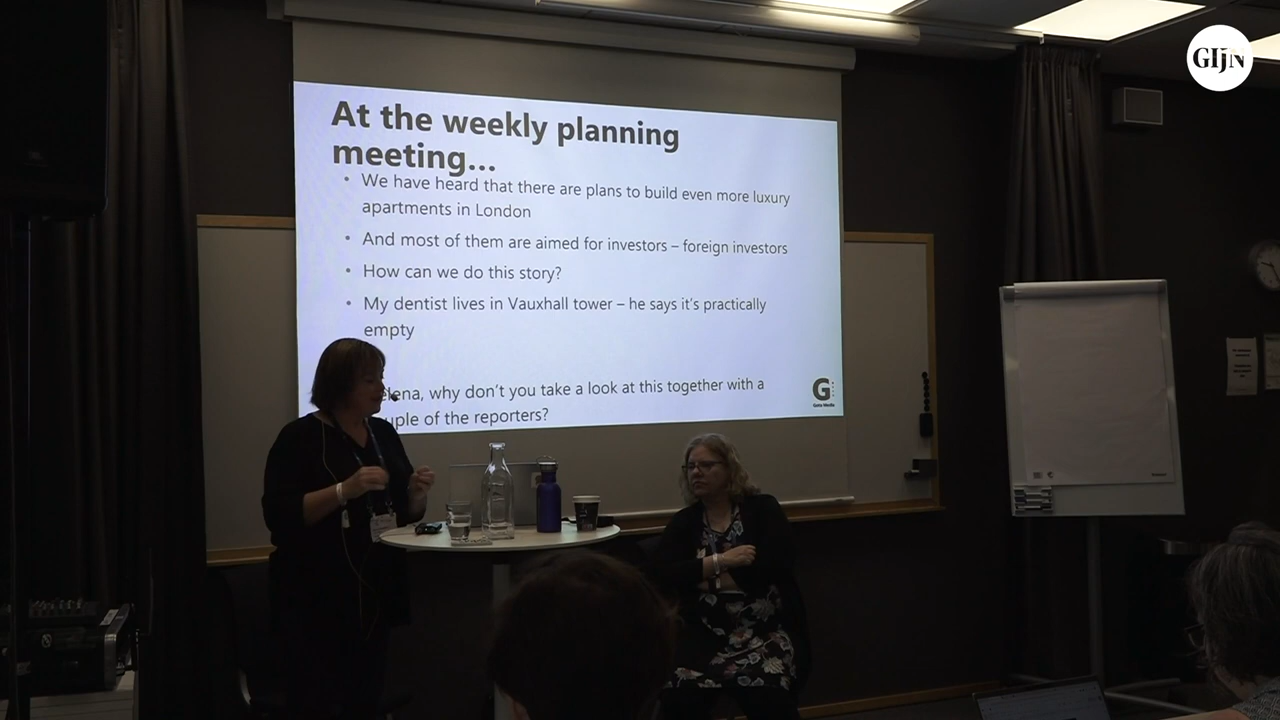 GIJN
At the weekly planning
meeting...
• We have heard that there are plans to build even more luxury
apartments in London
• And most of them are aimed for investors – foreign investors
• How can we do this story?
• My dentist lives in Vauxhall tower – he says it's practically
empty
why don't you take a look at this together with a
of the reporters?
G
Gota Media